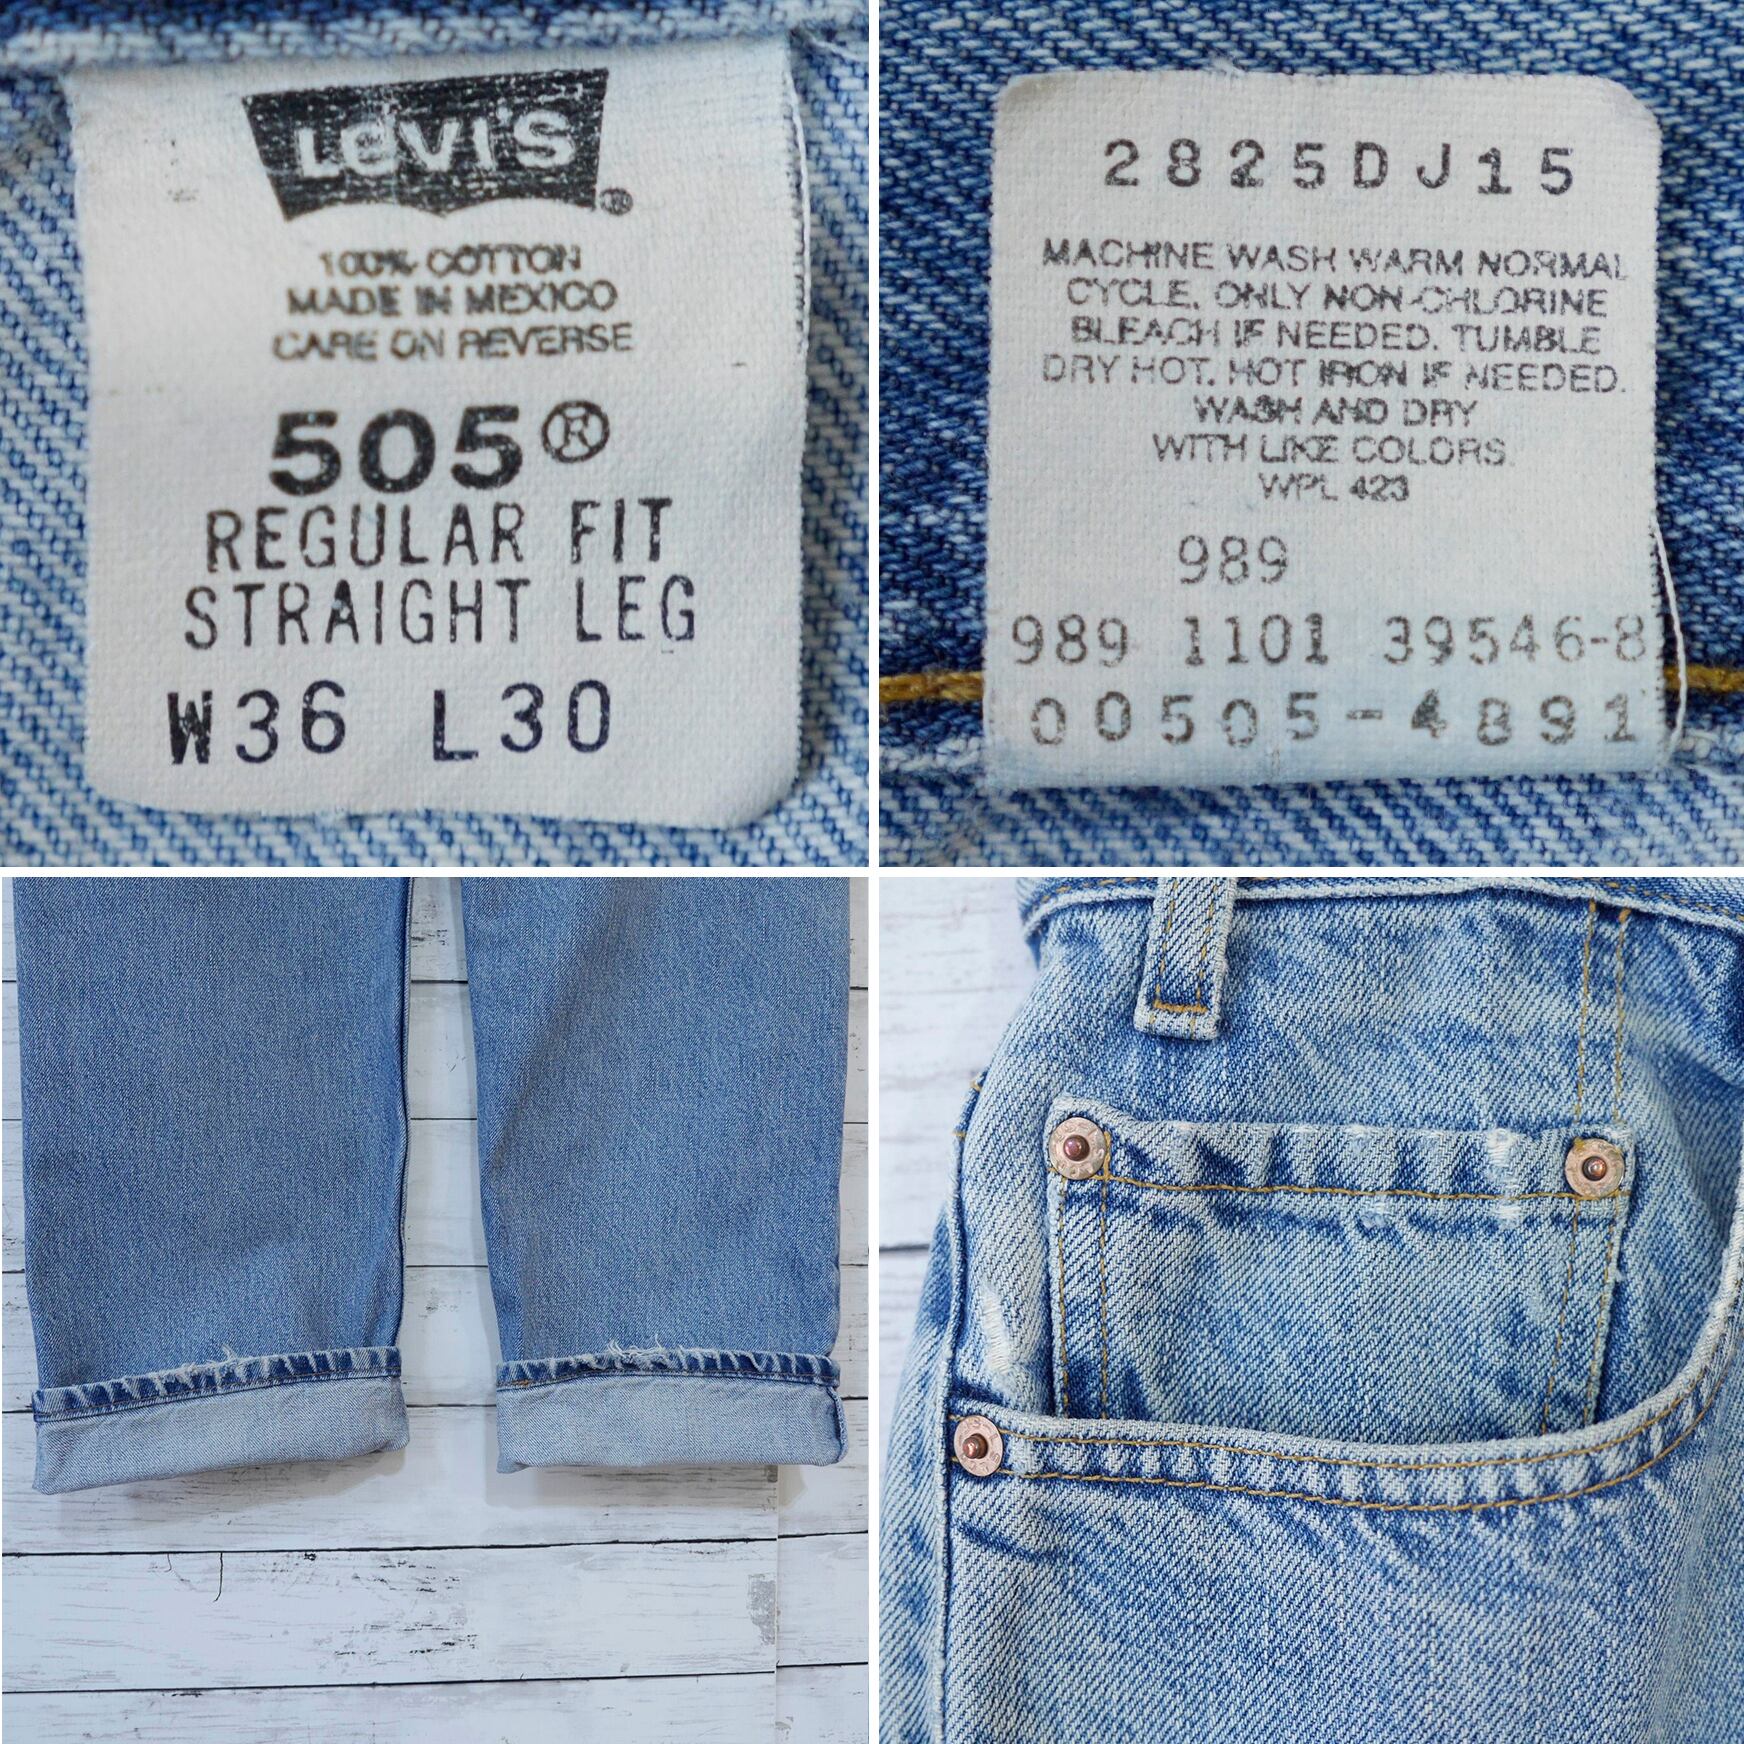 LEVI'S®
100% COTTON
MADE IN MEXICO
CARE ON REVERSE
505®
REGULAR FIT
STRAIGHT LEG
W36 L30
2825DJ15
MACHINE WASH WARM NORMAL
CYCLE. ONLY NON-CHLORINE
BLEACH IF NEEDED. TUMBLE
DRY HOT. HOT IRON IF NEEDED.
WASH AND DRY
WITH LIKE COLORS.
WPL 423
989
989 1101 39546-8
00505-4891